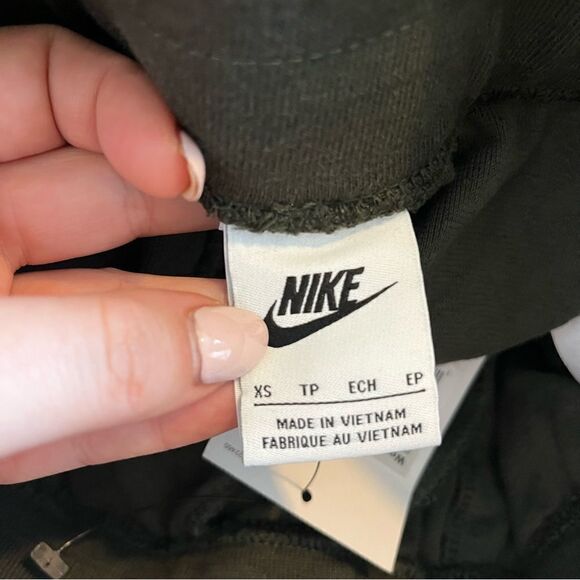 NIKE
XS TP ECH EP
MADE IN VIETNAM
FABRIQUE AU VIETNAM